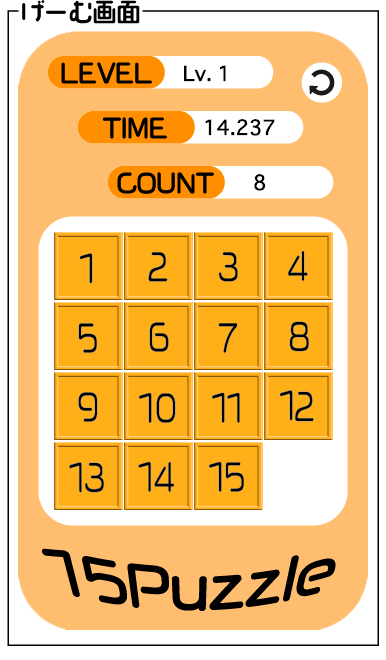 げーむ画面
LEVEL Lv. 1
TIME 14.237
COUNT 8
1 2 3 4
5 6 7 8
9 10 11 12
13 14 15
15Puzzle